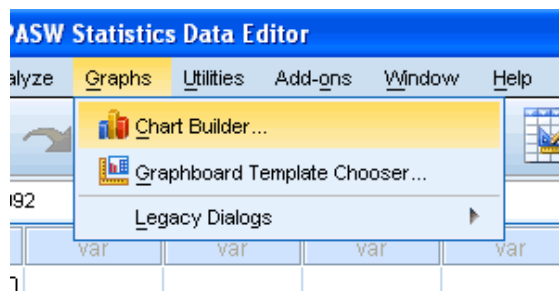 PASW Statistics Data Editor
alyze Graphs Utilities Add-ons Window Help
Chart Builder...
Graphboard Template Chooser...
092
Legacy Dialogs
var var var var